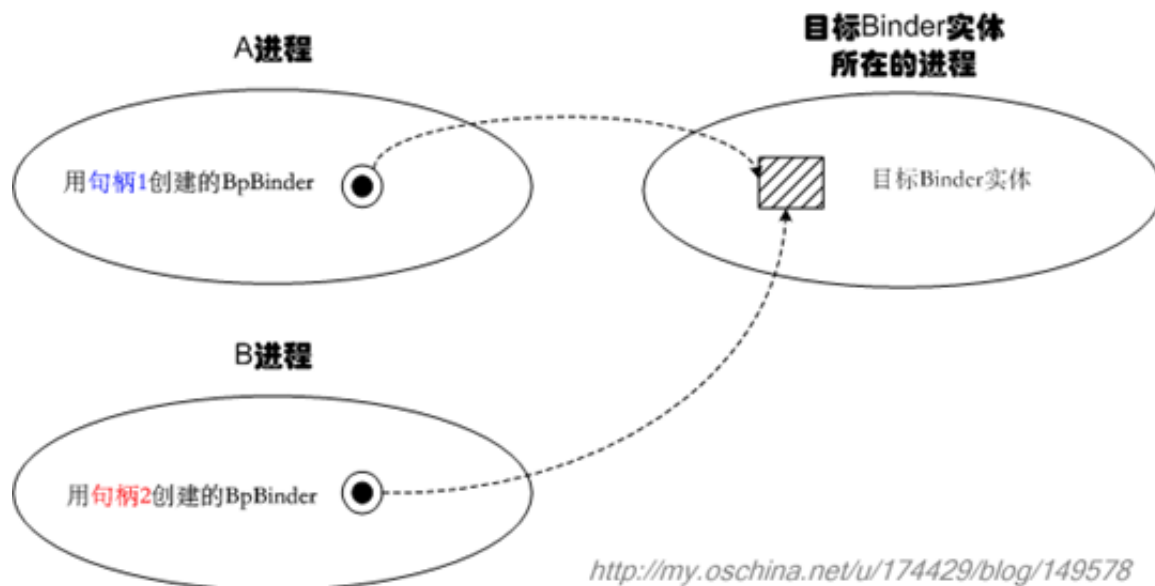 A进程
目标Binder实体
所在的进程
用句柄1创建的BpBinder
目标Binder实体
B进程
用句柄2创建的BpBinder
http://my.oschina.net/u/174429/blog/149578